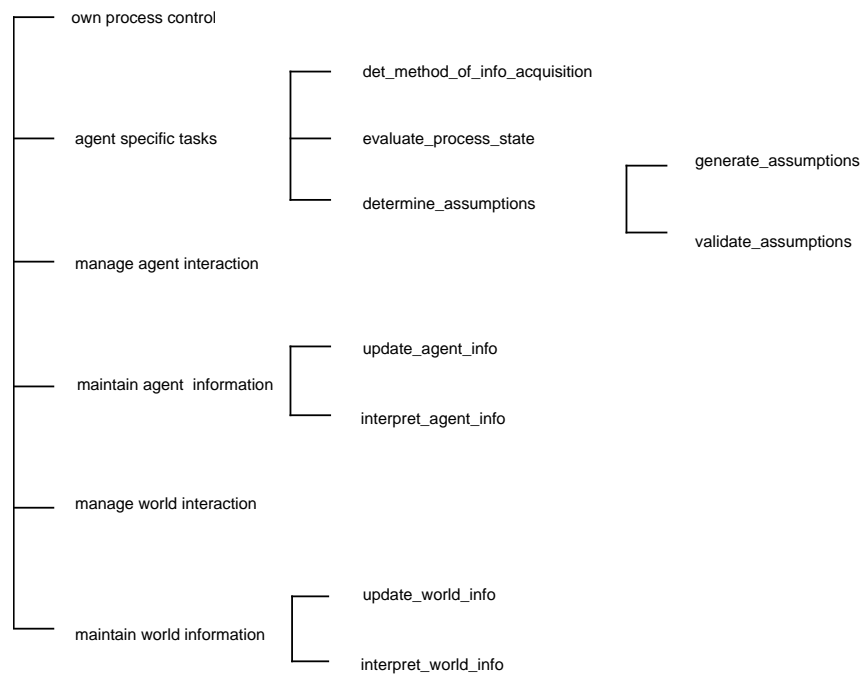 own process control
det_method_of_info_acquisition
agent specific tasks
evaluate_process_state
generate_assumptions
determine_assumptions
validate_assumptions
manage agent interaction
update_agent_info
maintain agent information
interpret_agent_info
manage world interaction
update_world_info
maintain world information
interpret_world_info